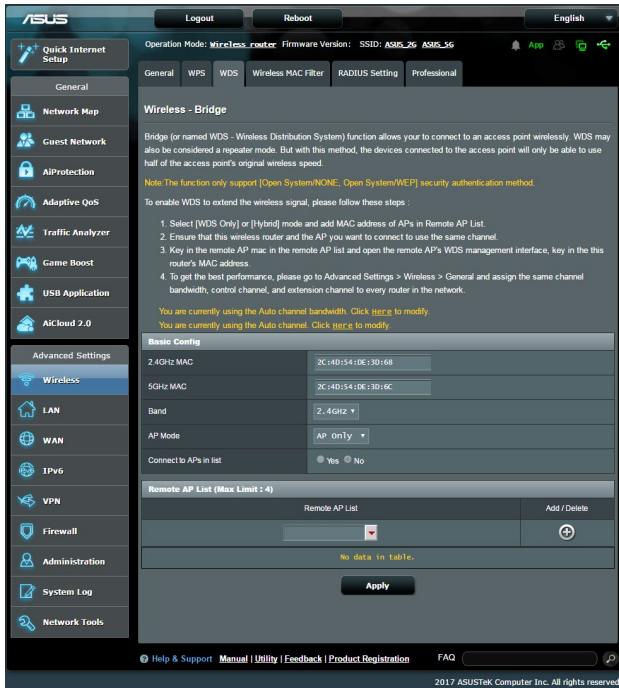 ASUS
Logout
Reboot
English
Quick Internet
Setup
General
Network Map
Guest Network
AiProtection
Adaptive QoS
Traffic Analyzer
Game Boost
USB Application
AiCloud 2.0
Advanced Settings
Wireless
LAN
WAN
IPv6
VPN
Firewall
Administration
System Log
Network Tools
Operation Mode: Wireless router Firmware Version: SSID: ASUS_2G ASUS_5G
App
General WPS WDS Wireless MAC Filter RADIUS Setting Professional
Wireless - Bridge
Bridge (or named WDS - Wireless Distribution System) function allows your to connect to an access point wirelessly. WDS may
also be considered a repeater mode. But with this method, the devices connected to the access point will only be able to use
half of the access point's original wireless speed.
Note:The function only support [Open System/NONE, Open System/WEP] security authentication method.
To enable WDS to extend the wireless signal, please follow these steps :
1. Select [WDS Only] or [Hybrid] mode and add MAC address of APs in Remote AP List.
2. Ensure that this wireless router and the AP you want to connect to use the same channel.
3. Key in the remote AP mac in the remote AP list and open the remote AP's WDS management interface, key in the this
router's MAC address.
4. To get the best performance, please go to Advanced Settings > Wireless > General and assign the same channel
bandwidth, control channel, and extension channel to every router in the network.
You are currently using the Auto channel bandwidth. Click Here to modify.
You are currently using the Auto channel. Click Here to modify.
Basic Config
2.4GHz MAC 2C:4D:54:DE:3D:68
5GHz MAC 2C:4D:54:DE:3D:6C
Band 2.4GHz
AP Mode AP Only
Connect to APs in list Yes No
Remote AP List (Max Limit : 4)
Remote AP List Add / Delete
No data in table.
Apply
Help & Support Manual | Utility | Feedback | Product Registration FAQ
2017 ASUSTeK Computer Inc. All rights reserved